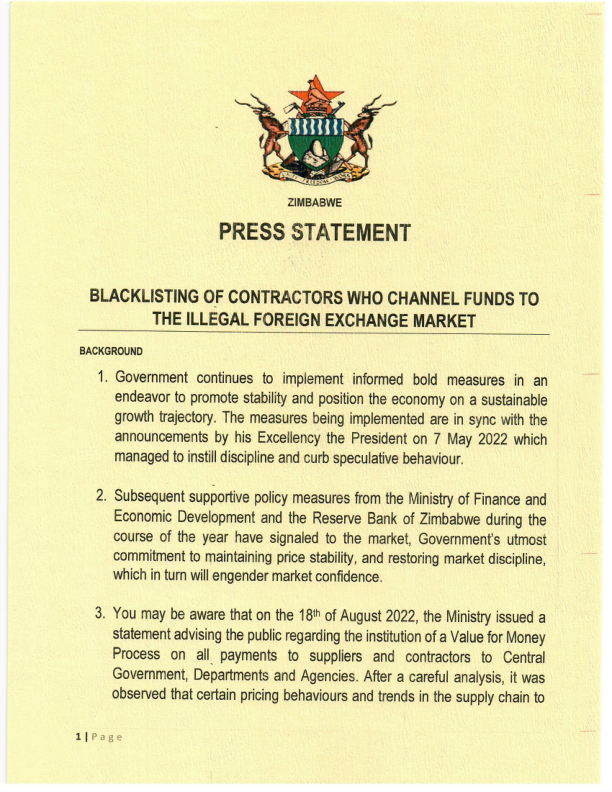 UNITY FREEDOM WORK
ZIMBABWE
PRESS STATEMENT
BLACKLISTING OF CONTRACTORS WHO CHANNEL FUNDS TO
THE ILLEGAL FOREIGN EXCHANGE MARKET
BACKGROUND
1. Government continues to implement informed bold measures in an
endeavor to promote stability and position the economy on a sustainable
growth trajectory. The measures being implemented are in sync with the
announcements by his Excellency the President on 7 May 2022 which
managed to instill discipline and curb speculative behaviour.
2. Subsequent supportive policy measures from the Ministry of Finance and
Economic Development and the Reserve Bank of Zimbabwe during the
course of the year have signaled to the market, Government's utmost
commitment to maintaining price stability, and restoring market discipline,
which in turn will engender market confidence.
3. You may be aware that on the 18th of August 2022, the Ministry issued a
statement advising the public regarding the institution of a Value for Money
Process on all payments to suppliers and contractors to Central
Government, Departments and Agencies. After a careful analysis, it was
observed that certain pricing behaviours and trends in the supply chain to
1 | Page